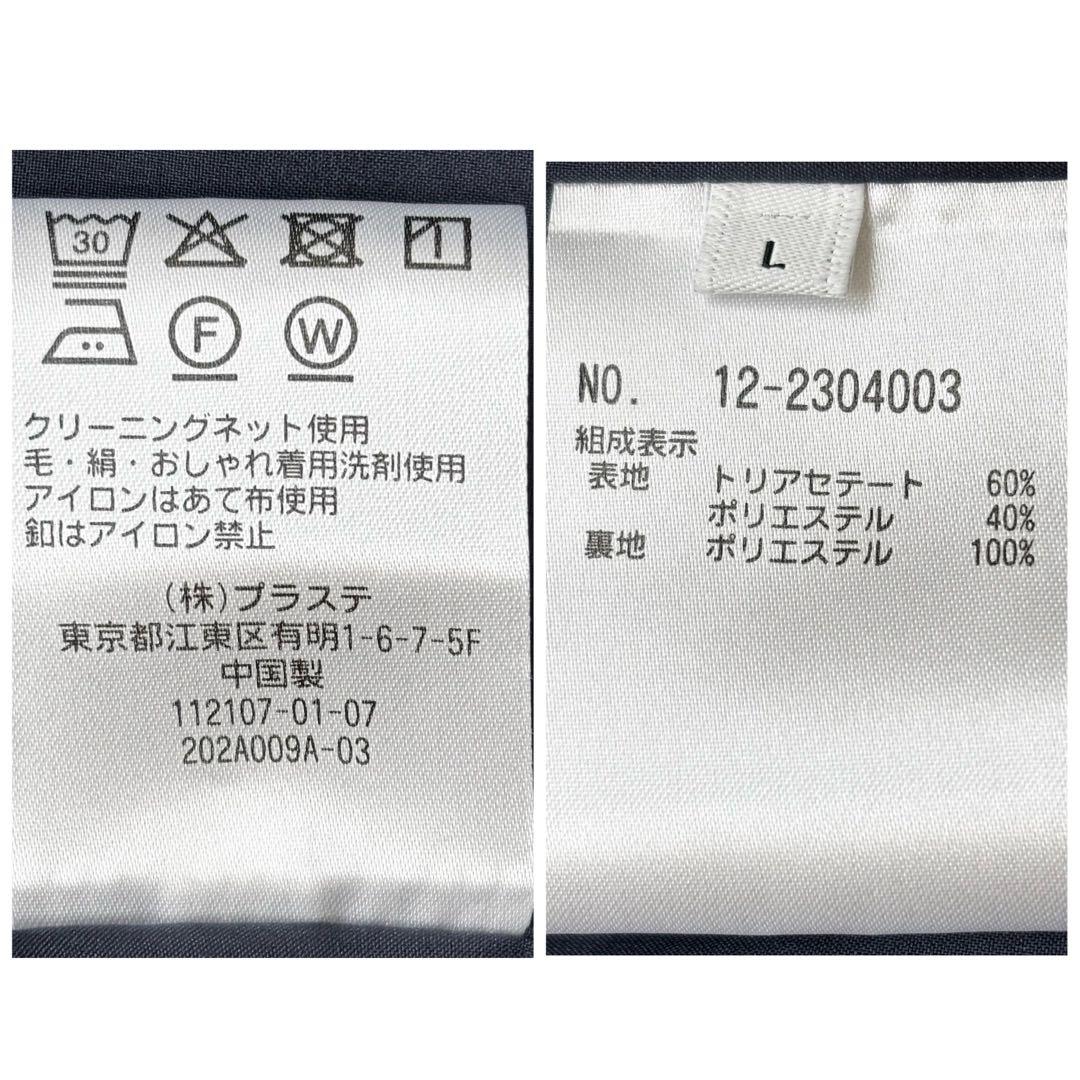 30
F
W
クリーニングネット使用
毛・絹・おしゃれ着用洗剤使用
アイロンはあて布使用
釦はアイロン禁止
(株)プラステ
東京都江東区有明1-6-7-5F
中国製
112107-01-07
202A009A-03
L
NO. 12-2304003
組成表示
表地 トリアセテート 60%
ポリエステル 40%
裏地 ポリエステル 100%